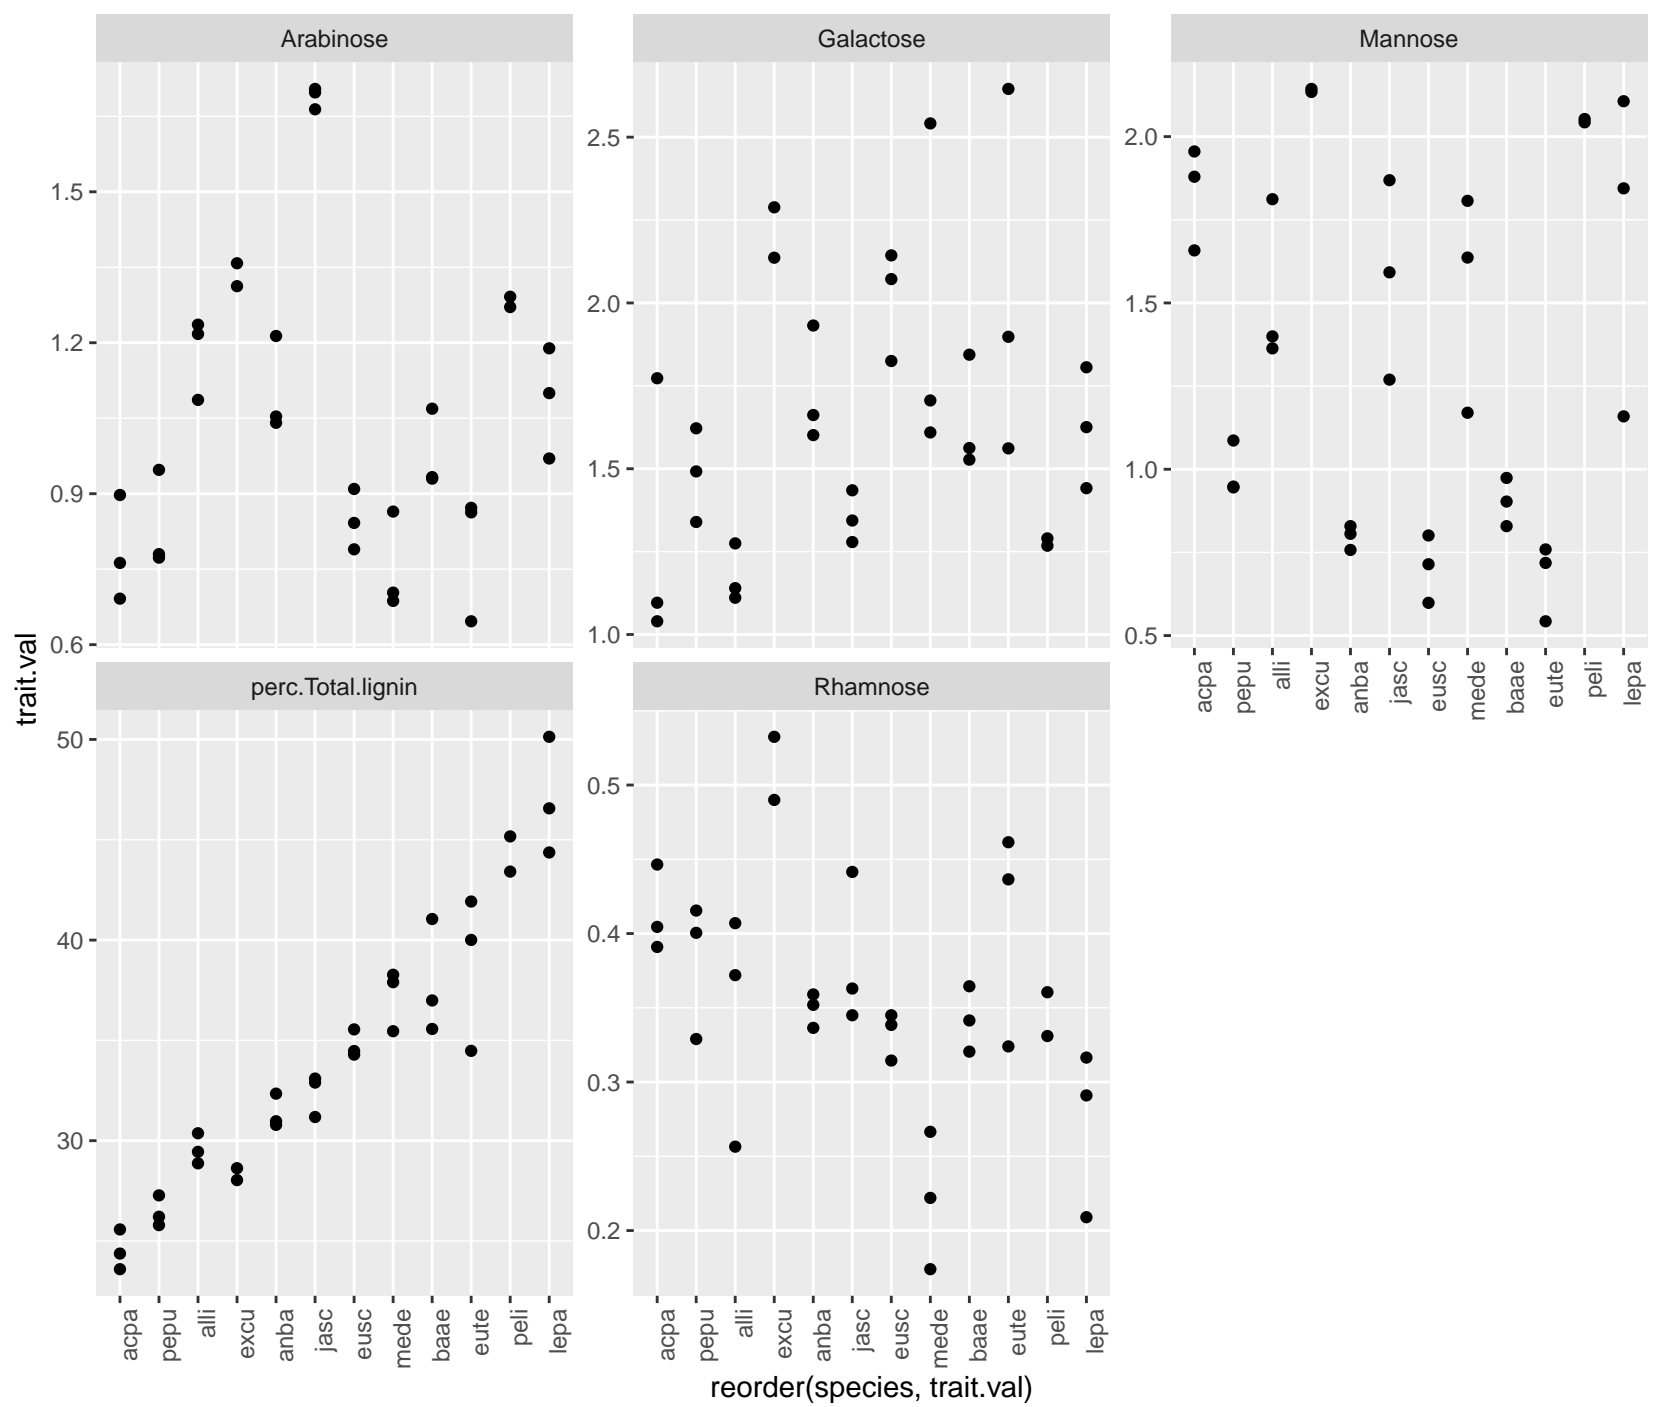 Arabinose
Galactose
Mannose
1.5
1.2
0.9
0.6
2.5
2.0
1.5
1.0
2.0
1.5
1.0
0.5
acpa
pepu
alli
excu
anba
jasc
eusc
mede
baae
eute
peli
lepa
trait.val
perc.Total.lignin
Rhamnose
50
40
30
0.5
0.4
0.3
0.2
acpa
pepu
alli
excu
anba
jasc
eusc
mede
baae
eute
peli
lepa
acpa
pepu
alli
excu
anba
jasc
eusc
mede
baae
eute
peli
lepa
reorder(species, trait.val)